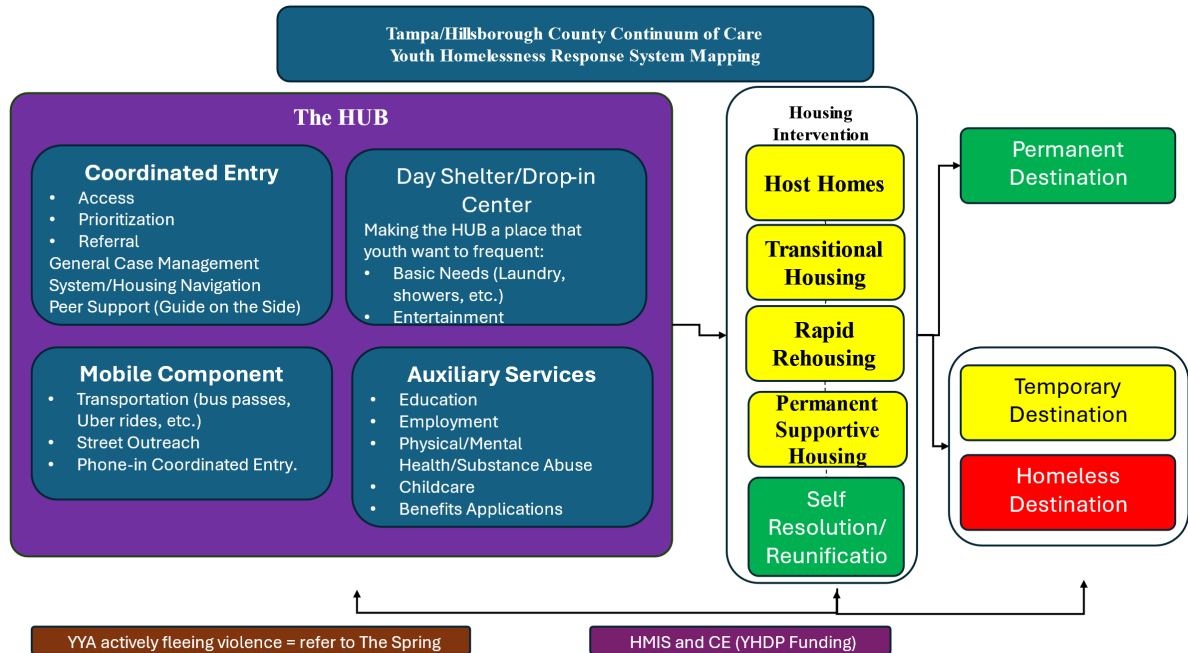 Tampa/Hillsborough County Continuum of Care
Youth Homelessness Response System Mapping
The HUB
Coordinated Entry
• Access
• Prioritization
• Referral
General Case Management
System/Housing Navigation
Peer Support (Guide on the Side)
Day Shelter/Drop-in
Center
Making the HUB a place that
youth want to frequent:
• Basic Needs (Laundry,
showers, etc.)
• Entertainment
Mobile Component
• Transportation (bus passes,
Uber rides, etc.)
• Street Outreach
• Phone-in Coordinated Entry.
Auxiliary Services
• Education
• Employment
• Physical/Mental
Health/Substance Abuse
• Childcare
• Benefits Applications
Housing
Intervention
Host Homes
Transitional
Housing
Rapid
Rehousing
Permanent
Supportive
Housing
Self
Resolution/
Reunificatio
Permanent
Destination
Temporary
Destination
Homeless
Destination
YYA actively fleeing violence = refer to The Spring
HMIS and CE (YHDP Funding)